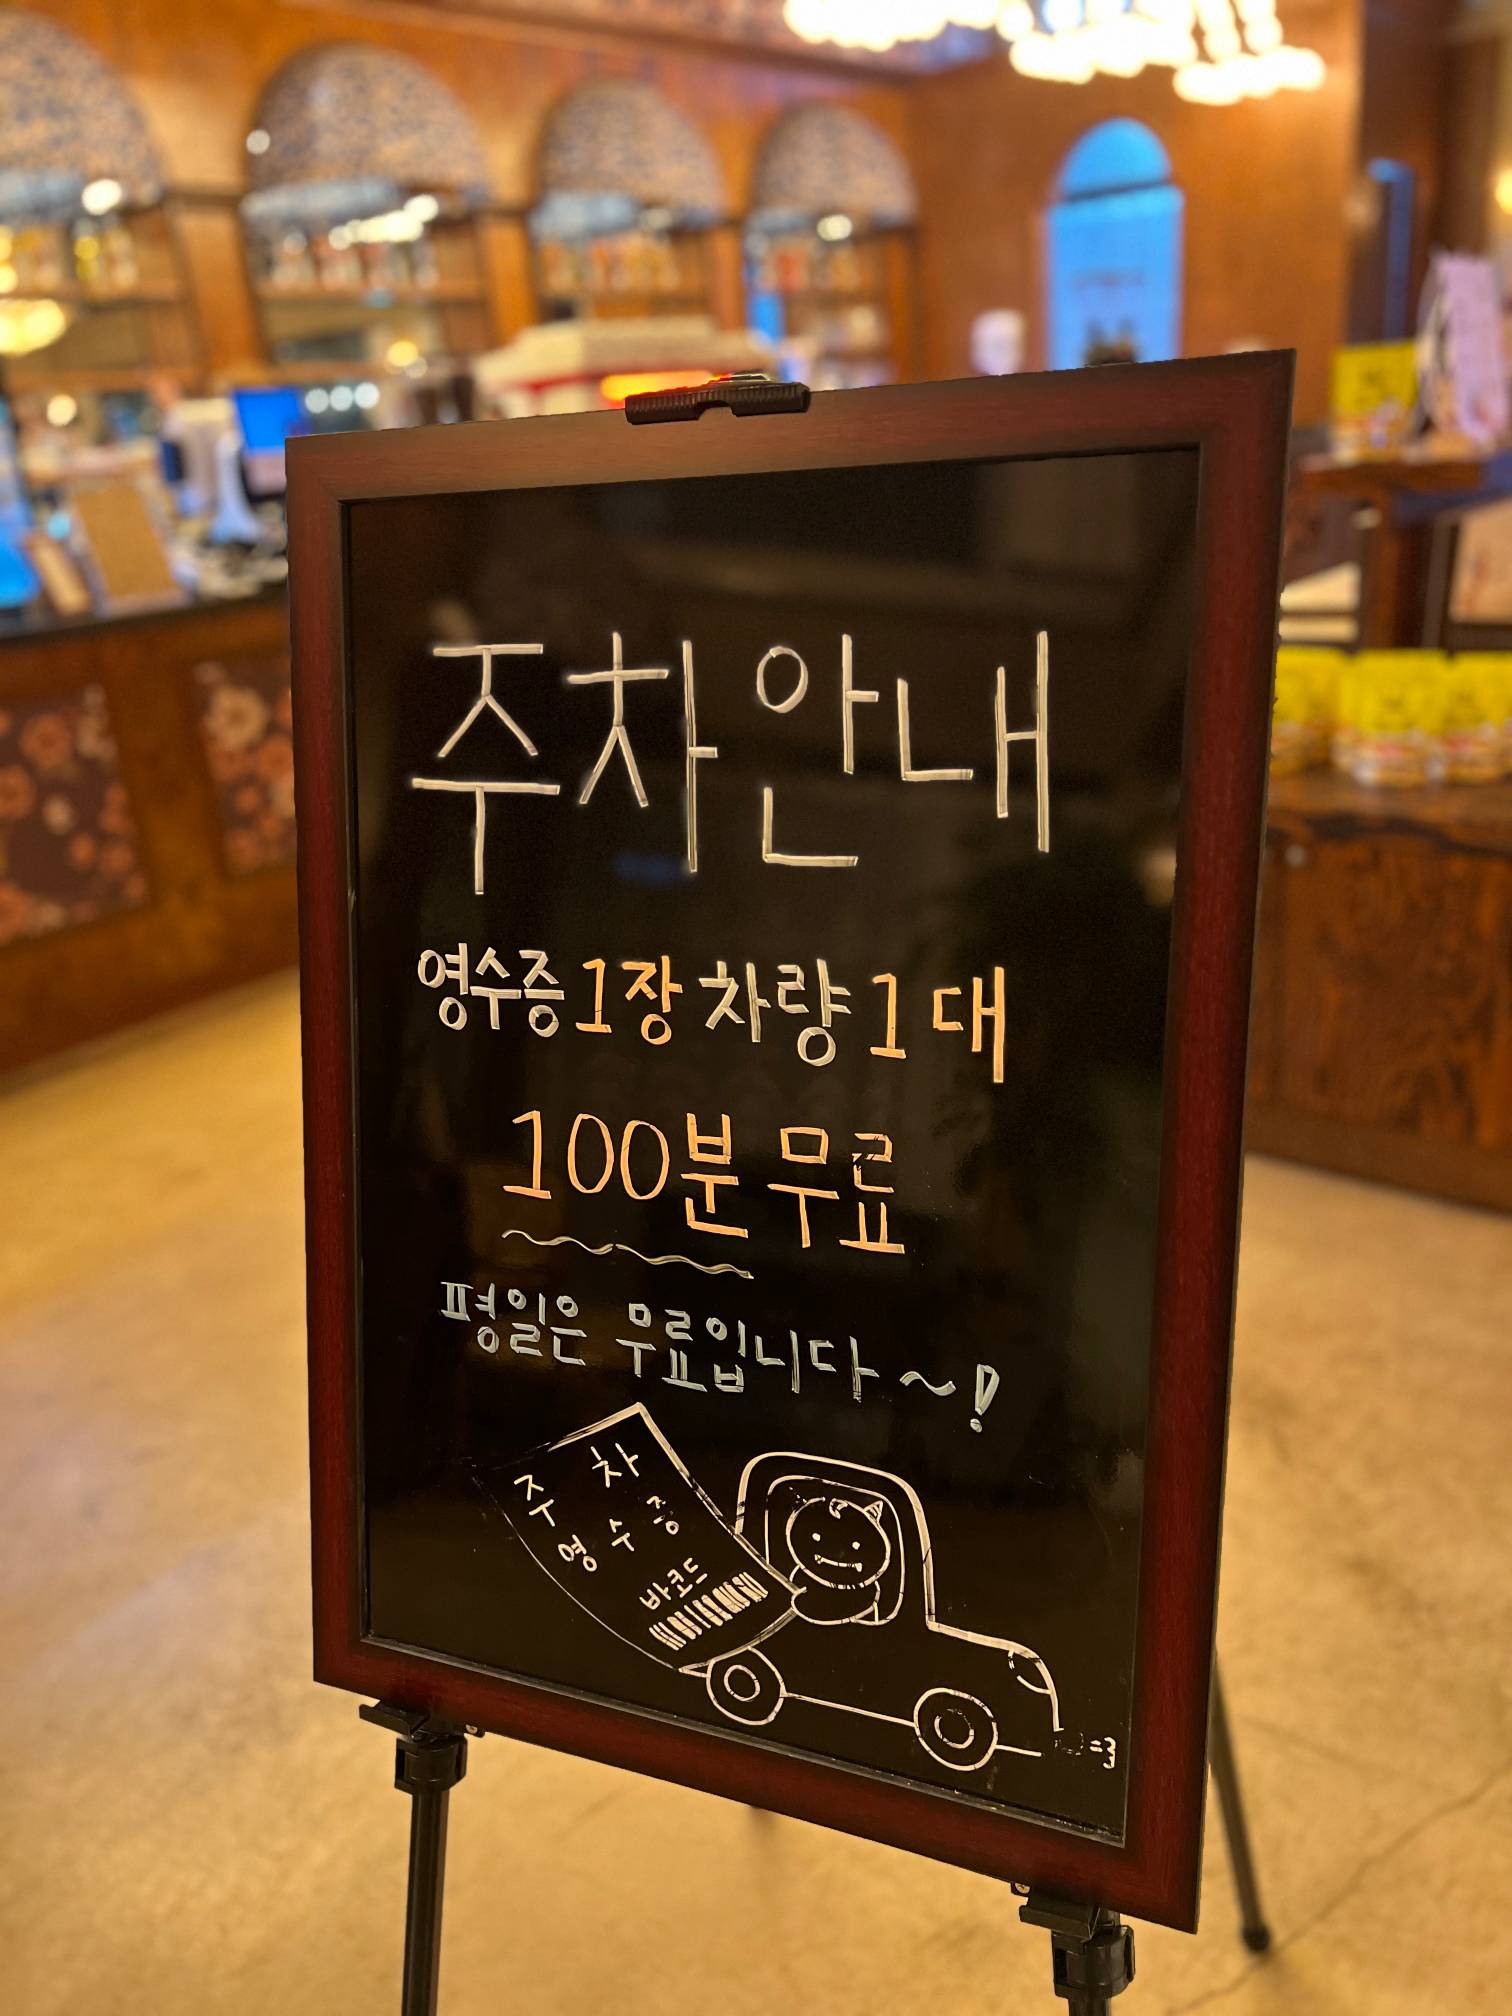 주차안내
영수증 1장 차량 1대
100분 무료
평일은 무료입니다~!
주차
영수증
바코드